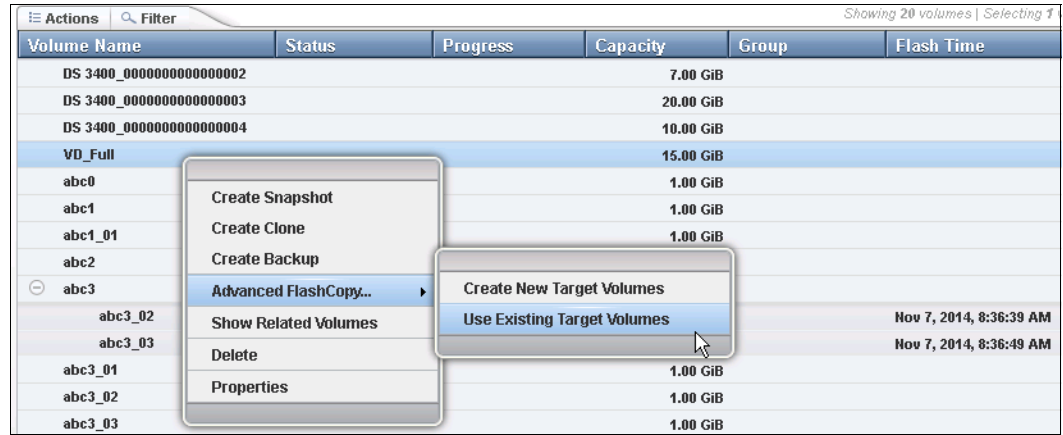 Actions Filter Showing 20 volumes | Selecting 1
Volume Name Status Progress Capacity Group Flash Time
DS 3400_0000000000000002 7.00 GiB
DS 3400_0000000000000003 20.00 GiB
DS 3400_0000000000000004 10.00 GiB
VD_Full 15.00 GiB
abc0 1.00 GiB
Create Snapshot
abc1 1.00 GiB
Create Clone
abc1_01 1.00 GiB
abc2 Create Backup
abc3 Advanced FlashCopy... Create New Target Volumes
abc3_02 Show Related Volumes Use Existing Target Volumes Nov 7, 2014, 8:36:39 AM
abc3_03 Delete Nov 7, 2014, 8:36:49 AM
abc3_01 1.00 GiB
Properties
abc3_02 1.00 GiB
abc3_03 1.00 GiB